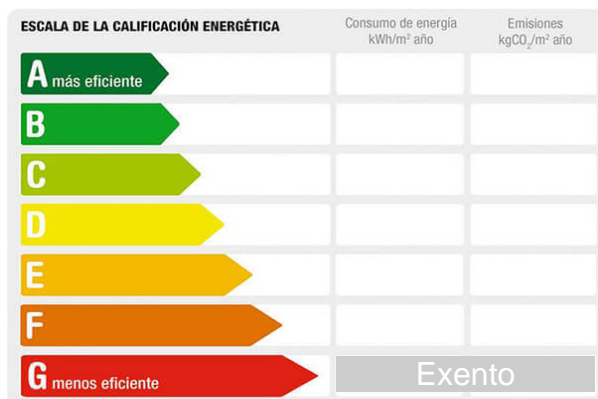 ESCALA DE LA CALIFICACIÓN ENERGÉTICA
Consumo de energía
kWh/m² año
Emisiones
kgCO₂/m² año
A más eficiente
B
C
D
E
F
G menos eficiente
Exento